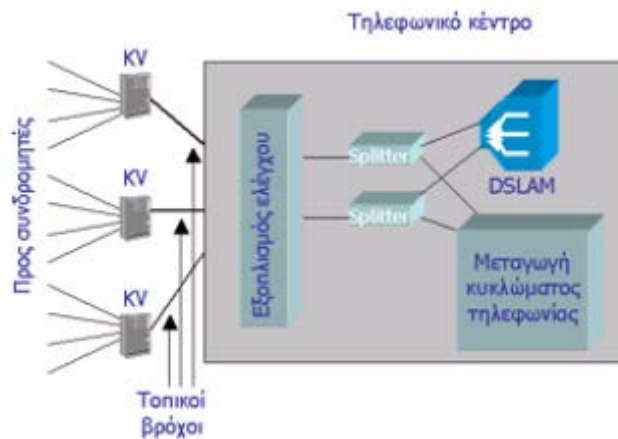 Τηλεφωνικό κέντρο
KV
KV
KV
Προς συνδρομητές
Εξοπλισμός ελέγχου
Splitter
Splitter
DSLAM
Μεταγωγή
κυκλώματος
τηλεφωνίας
Τοπικοί
βρόχοι